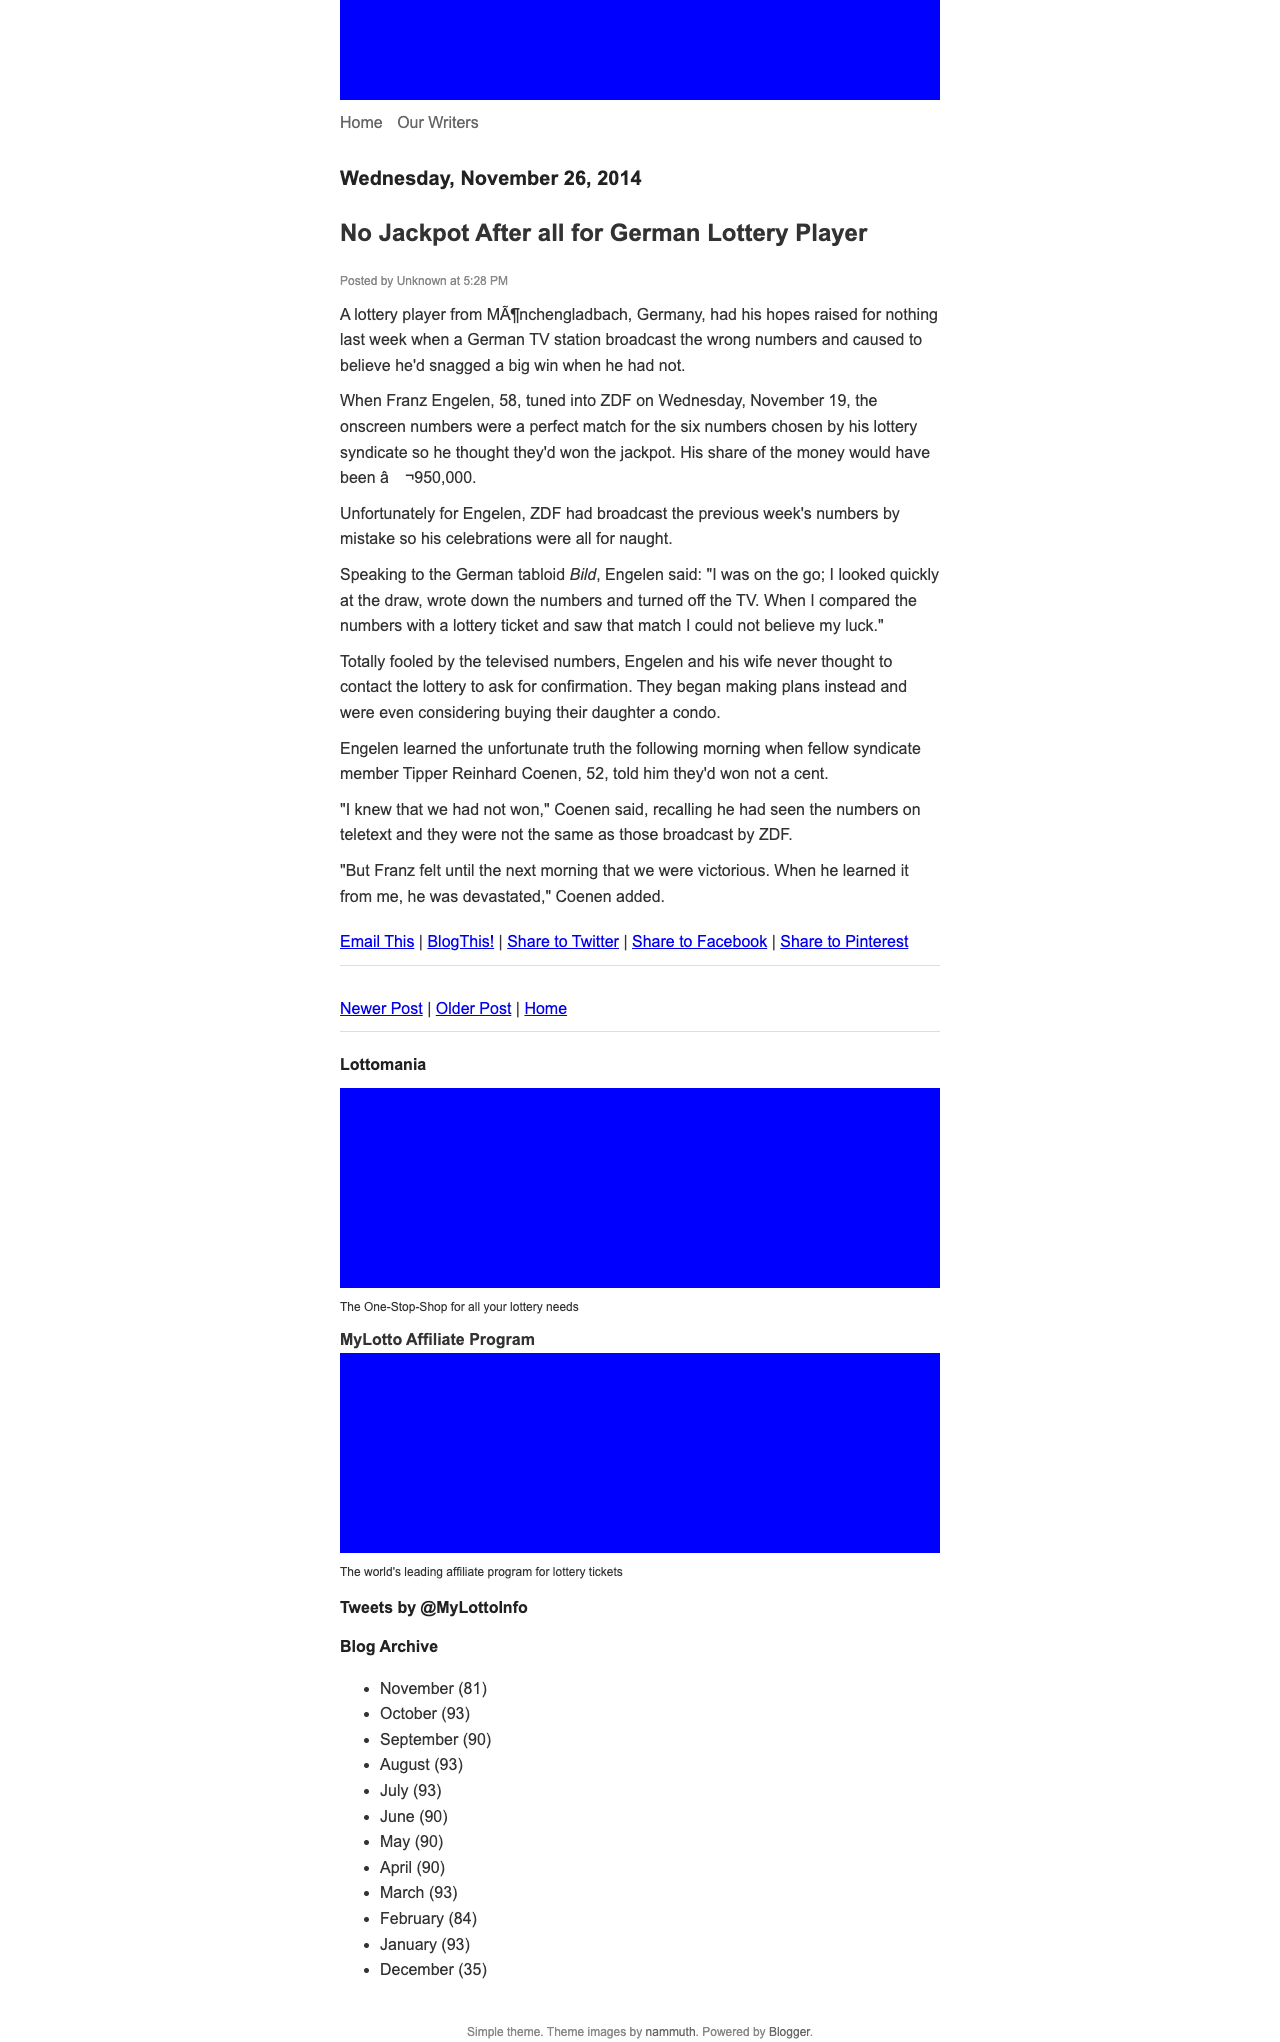 Home Our Writers
Wednesday, November 26, 2014
No Jackpot After all for German Lottery Player
Posted by Unknown at 5:28 PM
A lottery player from MÃ¶nchengladbach, Germany, had his hopes raised for nothing
last week when a German TV station broadcast the wrong numbers and caused to
believe he'd snagged a big win when he had not.
When Franz Engelen, 58, tuned into ZDF on Wednesday, November 19, the
onscreen numbers were a perfect match for the six numbers chosen by his lottery
syndicate so he thought they'd won the jackpot. His share of the money would have
been â ¬950,000.
Unfortunately for Engelen, ZDF had broadcast the previous week's numbers by
mistake so his celebrations were all for naught.
Speaking to the German tabloid Bild, Engelen said: "I was on the go; I looked quickly
at the draw, wrote down the numbers and turned off the TV. When I compared the
numbers with a lottery ticket and saw that match I could not believe my luck."
Totally fooled by the televised numbers, Engelen and his wife never thought to
contact the lottery to ask for confirmation. They began making plans instead and
were even considering buying their daughter a condo.
Engelen learned the unfortunate truth the following morning when fellow syndicate
member Tipper Reinhard Coenen, 52, told him they'd won not a cent.
"I knew that we had not won," Coenen said, recalling he had seen the numbers on
teletext and they were not the same as those broadcast by ZDF.
"But Franz felt until the next morning that we were victorious. When he learned it
from me, he was devastated," Coenen added.
Email This | BlogThis! | Share to Twitter | Share to Facebook | Share to Pinterest
Newer Post | Older Post | Home
Lottomania
The One-Stop-Shop for all your lottery needs
MyLotto Affiliate Program
The world's leading affiliate program for lottery tickets
Tweets by @MyLottoInfo
Blog Archive
• November (81)
• October (93)
• September (90)
• August (93)
• July (93)
• June (90)
• May (90)
• April (90)
• March (93)
• February (84)
• January (93)
• December (35)
Simple theme. Theme images by nammuth. Powered by Blogger.